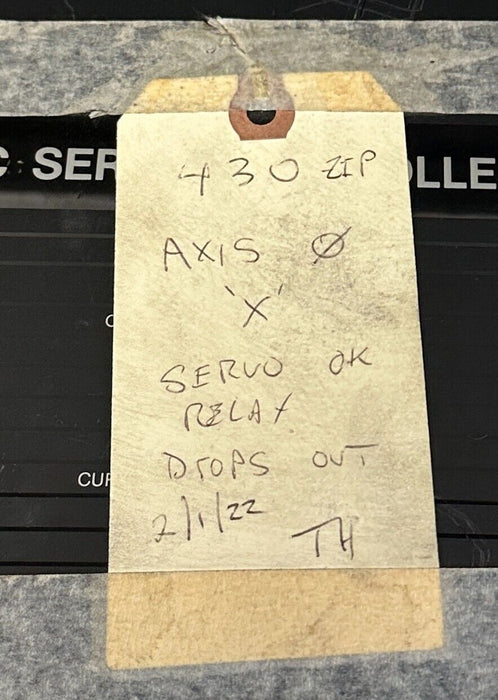 C SER
OLLE
430 ZIP
AXIS Ø
'X'
SERVO OK
RELAY
DROPS OUT
2/1/22
TH
C
CUR